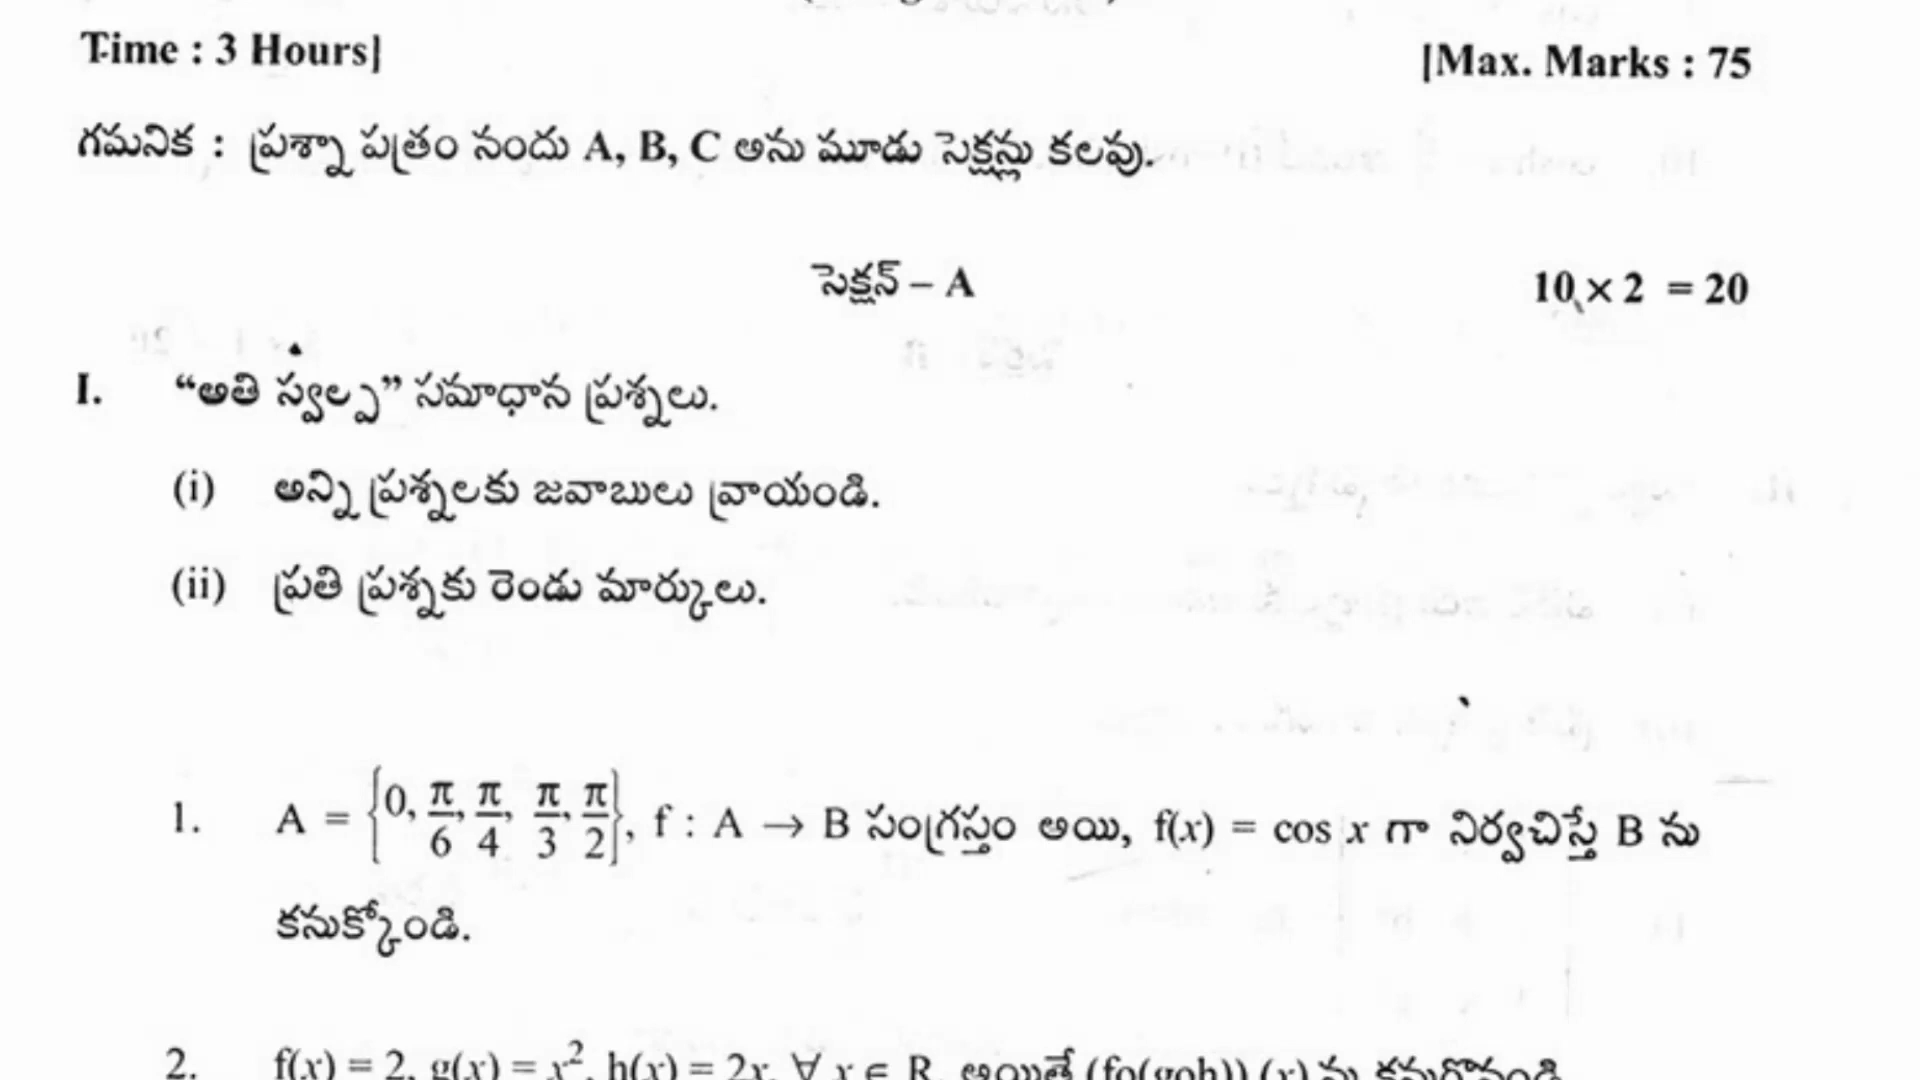 Time : 3 Hours]
[Max. Marks : 75
గమనిక : ప్రశ్నా పత్రం నందు A, B, C అను మూడు సెక్షన్లు కలవు.
సెక్షన్ – A
10 × 2 = 20
I. “అతి స్వల్ప” సమాధాన ప్రశ్నలు.
(i) అన్ని ప్రశ్నలకు జవాబులు వ్రాయండి.
(ii) ప్రతి ప్రశ్నకు రెండు మార్కులు.
1. A = {0, π/6, π/4, π/3, π/2}, f : A → B సంగ్రస్తం అయి, f(x) = cos x గా నిర్వచిస్తే B ను
కనుక్కోండి.
2. f(x) = 2, g(x) = x², h(x) = 2x, ∀ x ∈ R, అయితే (fo(goh)) (x) ను కనుగొనండి